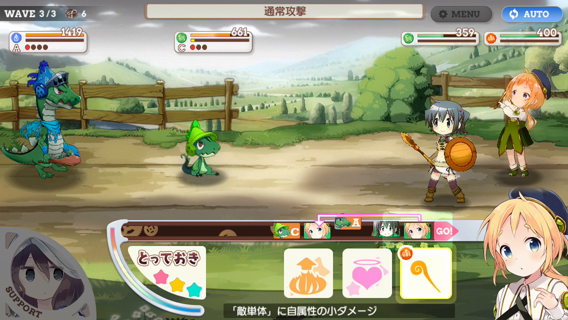 WAVE 3/3 6
通常攻撃
MENU
AUTO
1419
A
661
C
359
400
C
A
GO!
とっておき
SUPPORT
「敵単体」に自属性の小ダメージ